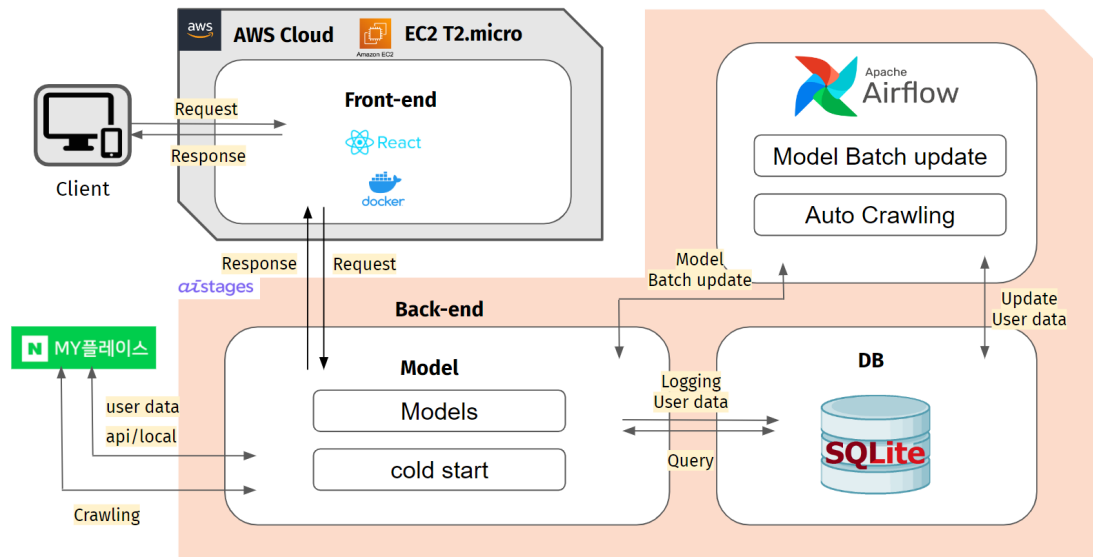 aws
AWS Cloud
Amazon EC2
EC2 T2.micro
Front-end
React
docker
Request
Response
Client
Apache
Airflow
Model Batch update
Auto Crawling
Response
Request
Model
Batch update
Update
User data
aistages
Back-end
N MY플레이스
user data
api/local
Crawling
Model
Models
cold start
Logging
User data
Query
DB
SQLite